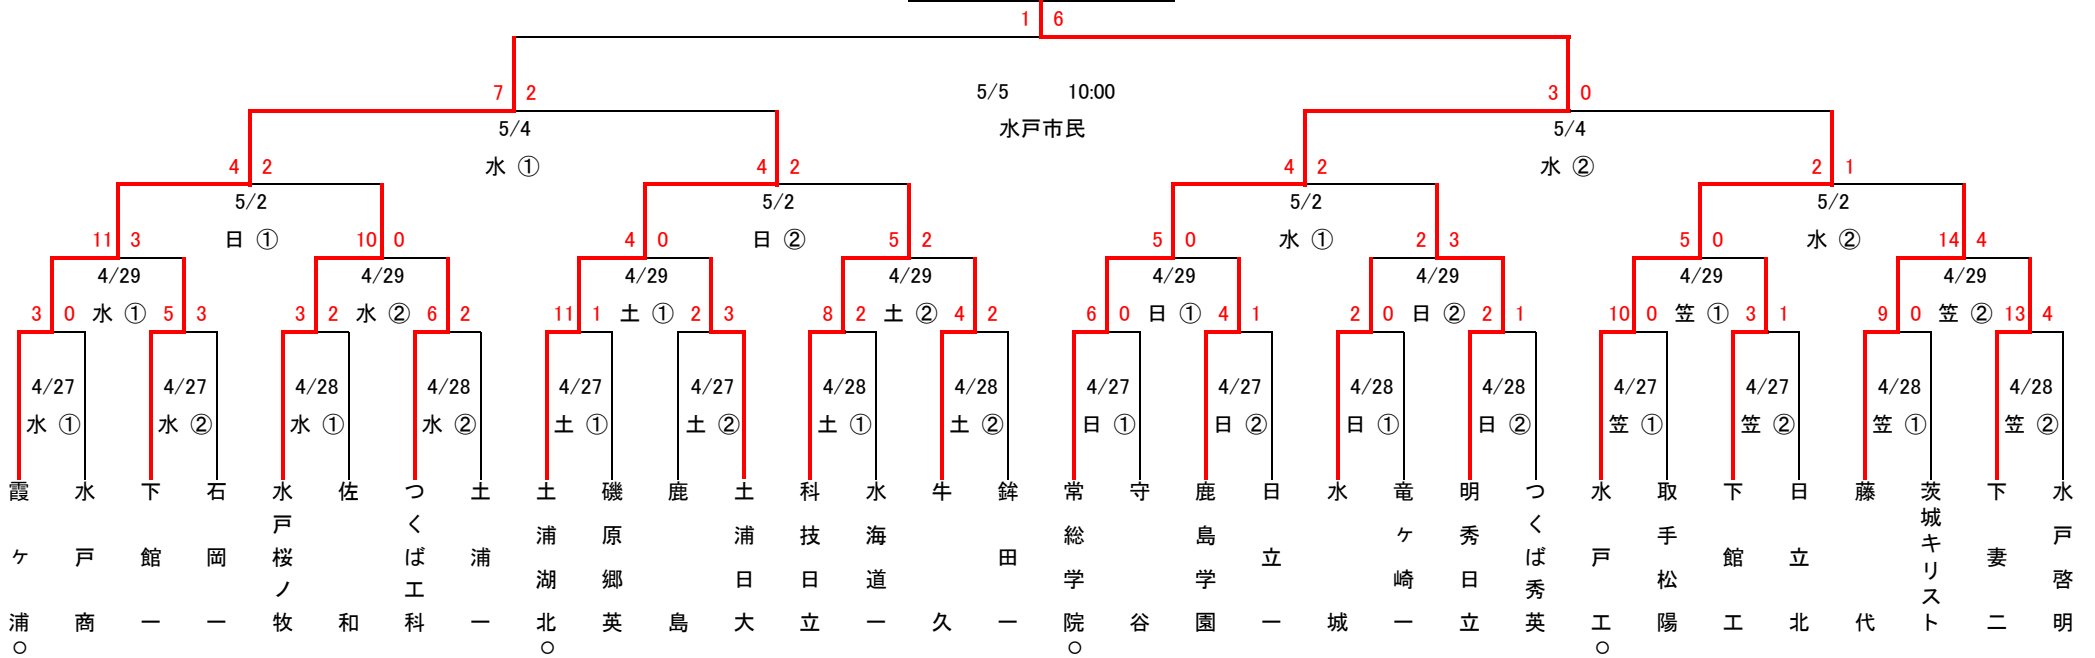 1 6
7 2
5/5 10:00
3 0
5/4
水戸市民
5/4
4 2
水 ①
4 2
4 2
水 ②
2 1
5/2
5/2
5/2
5/2
11 3
日 ①
10 0
4 0
日 ②
5 2
5 0
水 ①
2 3
5 0
水 ②
14 4
4/29
4/29
4/29
4/29
4/29
4/29
4/29
4/29
3 0
水 ①
5 3
3 2
水 ②
6 2
11 1
土 ①
2 3
8 2
土 ②
4 2
6 0
日 ①
4 1
2 0
日 ②
2 1
10 0
笠 ①
3 1
9 0
笠 ②
13 4
4/27
4/27
4/28
4/28
4/27
4/27
4/28
4/28
4/27
4/27
4/28
4/28
4/27
4/27
4/28
4/28
水 ①
水 ②
水 ①
水 ②
土 ①
土 ②
土 ①
土 ②
日 ①
日 ②
日 ①
日 ②
笠 ①
笠 ②
笠 ①
笠 ②
霞ヶ浦○
水戸商
下館一
石岡一
水戸桜ノ牧
佐和
つくば工科
土浦一
土浦湖北○
磯原郷英
鹿島
土浦日大
科技日立
水海道一
牛久
鉾田一
常総学院○
守谷
鹿島学園
日立一
水城
竜ヶ崎一
明秀日立
つくば秀英
水戸工○
取手松陽
下館工
日立北
藤代
茨城キリスト
下妻二
水戸啓明